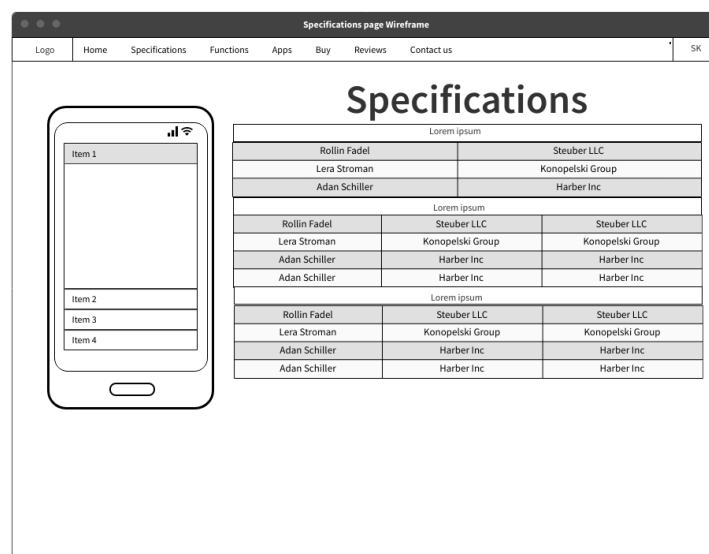 Specifications page Wireframe
Logo Home Specifications Functions Apps Buy Reviews Contact us SK
Specifications
Item 1
Item 2
Item 3
Item 4
Lorem ipsum
Rollin Fadel Steuber LLC
Lera Stroman Konopelski Group
Adan Schiller Harber Inc
Lorem ipsum
Rollin Fadel Steuber LLC Steuber LLC
Lera Stroman Konopelski Group Konopelski Group
Adan Schiller Harber Inc Harber Inc
Adan Schiller Harber Inc Harber Inc
Lorem ipsum
Rollin Fadel Steuber LLC Steuber LLC
Lera Stroman Konopelski Group Konopelski Group
Adan Schiller Harber Inc Harber Inc
Adan Schiller Harber Inc Harber Inc